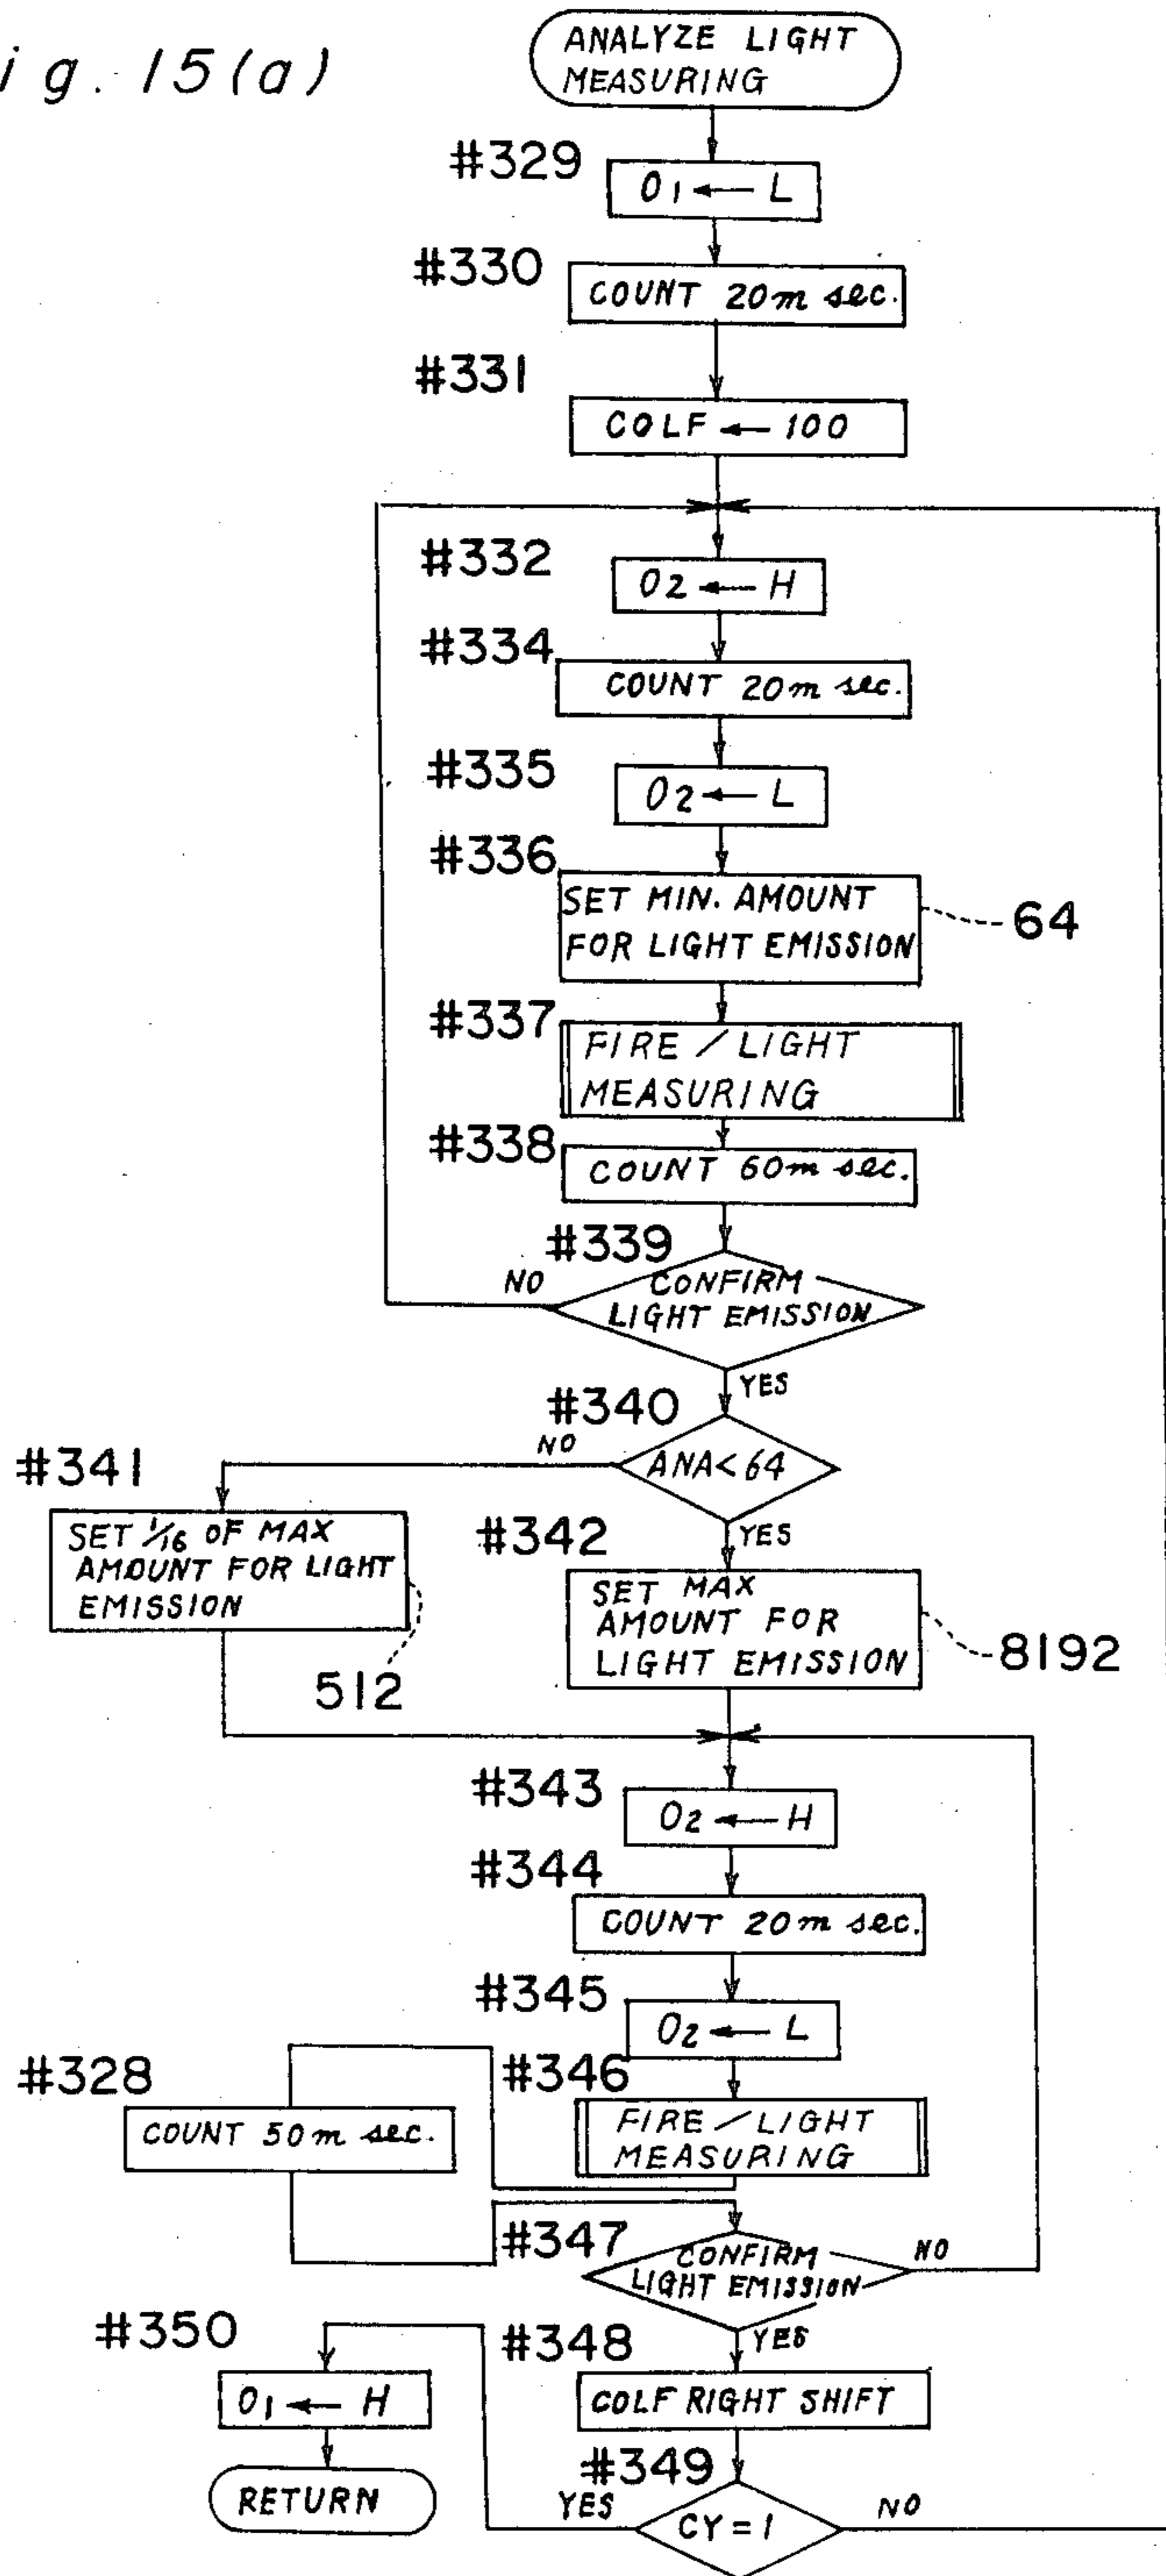 ig. 15(a)
ANALYZE LIGHT
MEASURING
#329
O1 ← L
#330
COUNT 20m sec.
#331
COLF ← 100
#332
O2 ← H
#334
COUNT 20m sec.
#335
O2 ← L
#336
SET MIN. AMOUNT
FOR LIGHT EMISSION
64
#337
FIRE / LIGHT
MEASURING
#338
COUNT 60m sec.
#339
NO
CONFIRM
LIGHT EMISSION
YES
#340
NO
ANA<64
#341
SET 1/16 OF MAX
AMOUNT FOR LIGHT
EMISSION
512
YES
#342
SET MAX
AMOUNT FOR
LIGHT EMISSION
8192
#343
O2 ← H
#344
COUNT 20m sec.
#345
O2 ← L
#346
FIRE / LIGHT
MEASURING
#328
COUNT 50m sec.
#347
CONFIRM
LIGHT EMISSION
NO
YES
#348
COLF RIGHT SHIFT
#350
O1 ← H
RETURN
#349
YES
CY=1
NO